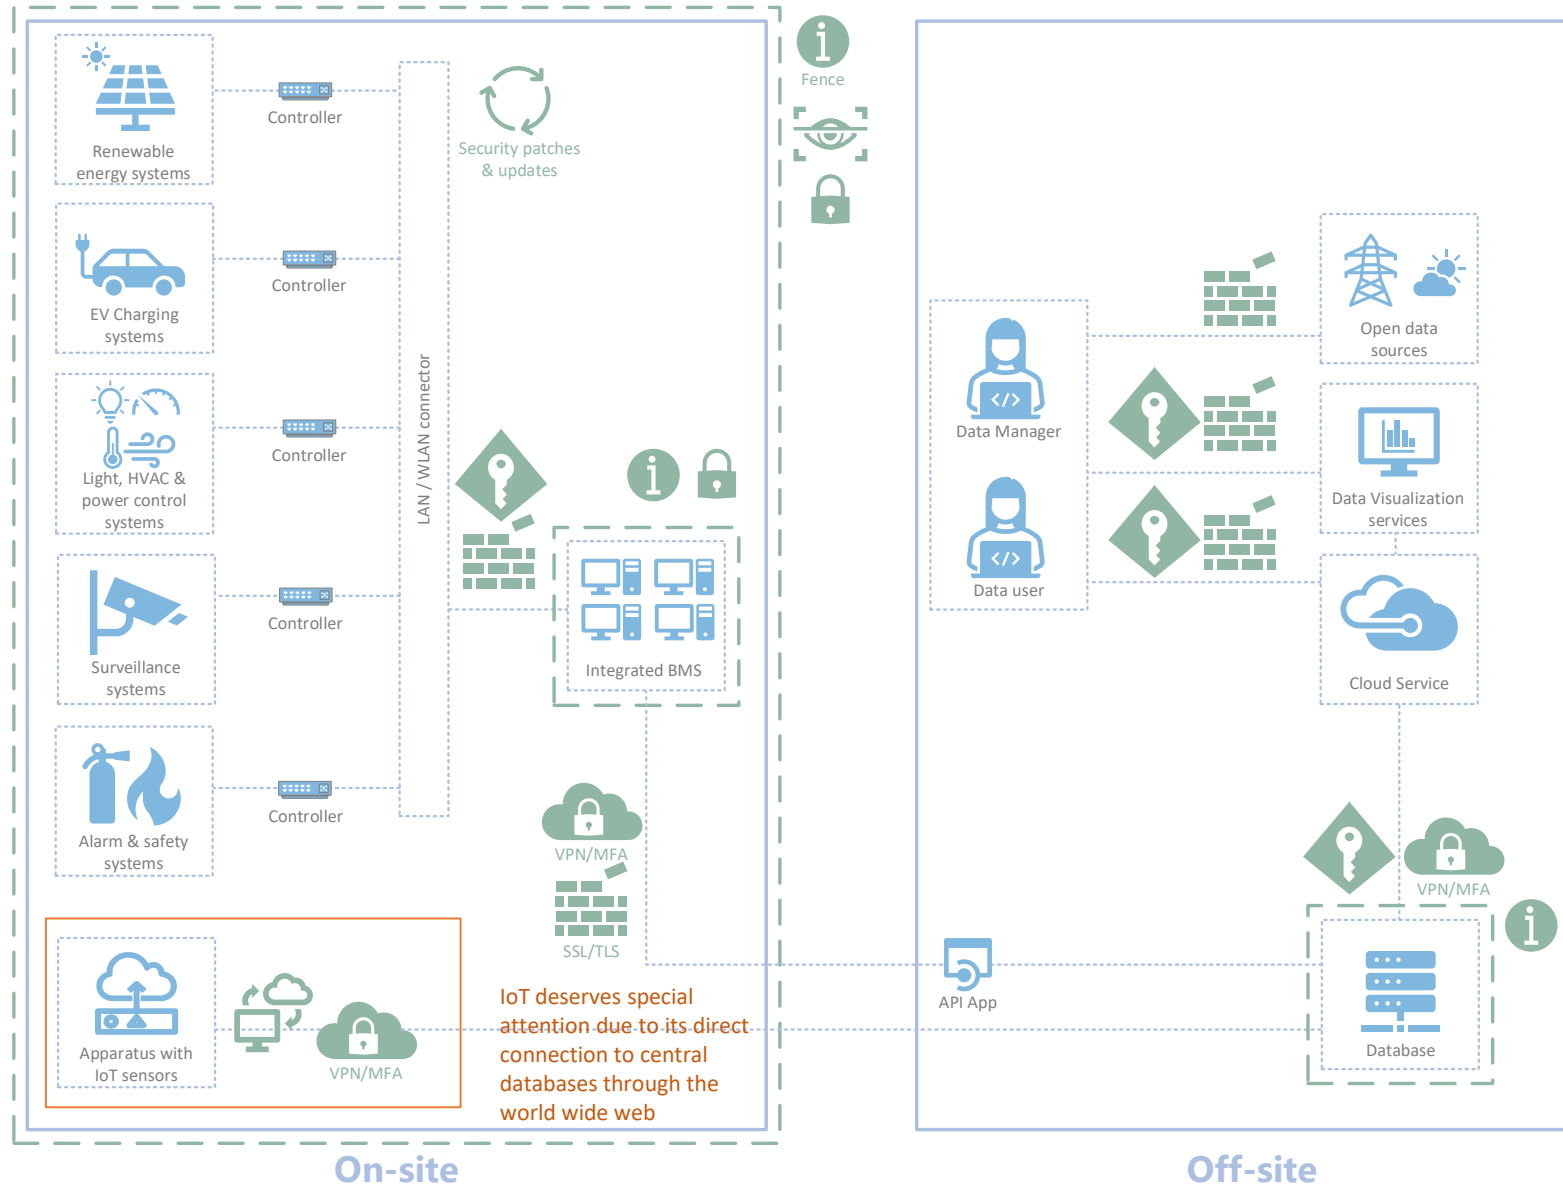 Renewable
energy systems
Controller
Security patches
& updates
Fence
EV Charging
systems
Controller
Light, HVAC &
power control
systems
Controller
LAN / WLAN connector
Surveillance
systems
Controller
Integrated BMS
Alarm & safety
systems
Controller
VPN/MFA
SSL/TLS
Apparatus with
IoT sensors
VPN/MFA
IoT deserves special
attention due to its direct
connection to central
databases through the
world wide web
On-site
Open data
sources
Data Manager
</>
Data Visualization
services
Data user
</>
Cloud Service
VPN/MFA
API App
Database
Off-site